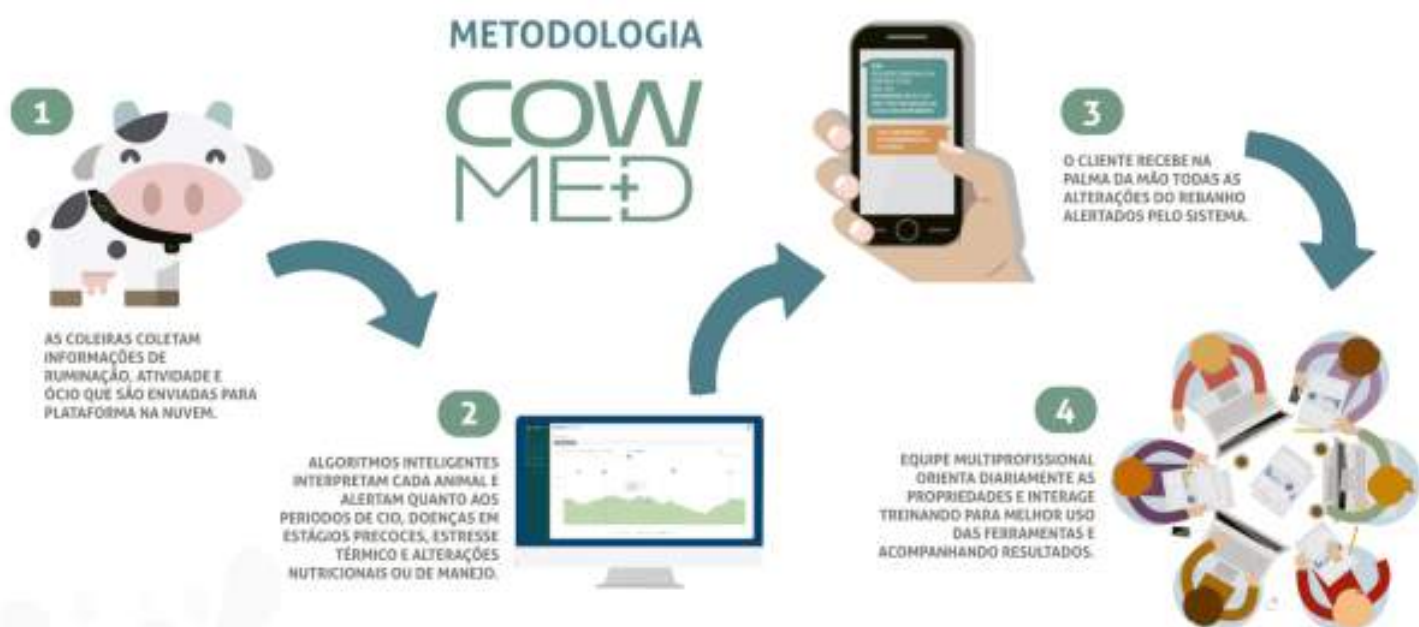 METODOLOGIA
COW
MED
1
AS COLEIRAS COLETAM
INFORMAÇÕES DE
RUMINAÇÃO, ATIVIDADE E
ÓCIO QUE SÃO ENVIADAS PARA
PLATAFORMA NA NUVEM.
2
ALGORITMOS INTELIGENTES
INTERPRETAM CADA ANIMAL E
ALERTAM QUANTO AOS
PERIODOS DE CIO, DOENÇAS EM
ESTÁGIOS PRECOCES, ESTRESSE
TÉRMICO E ALTERAÇÕES
NUTRICIONAIS OU DE MANEJO.
3
O CLIENTE RECEBE NA
PALMA DA MÃO TODAS AS
ALTERAÇÕES DO REBANHO
ALERTADOS PELO SISTEMA.
4
EQUIPE MULTIPROFISSIONAL
ORIENTA DIARIAMENTE AS
PROPRIEDADES E INTERAGE
TREINANDO PARA MELHOR USO
DAS FERRAMENTAS E
ACOMPANHANDO RESULTADOS.